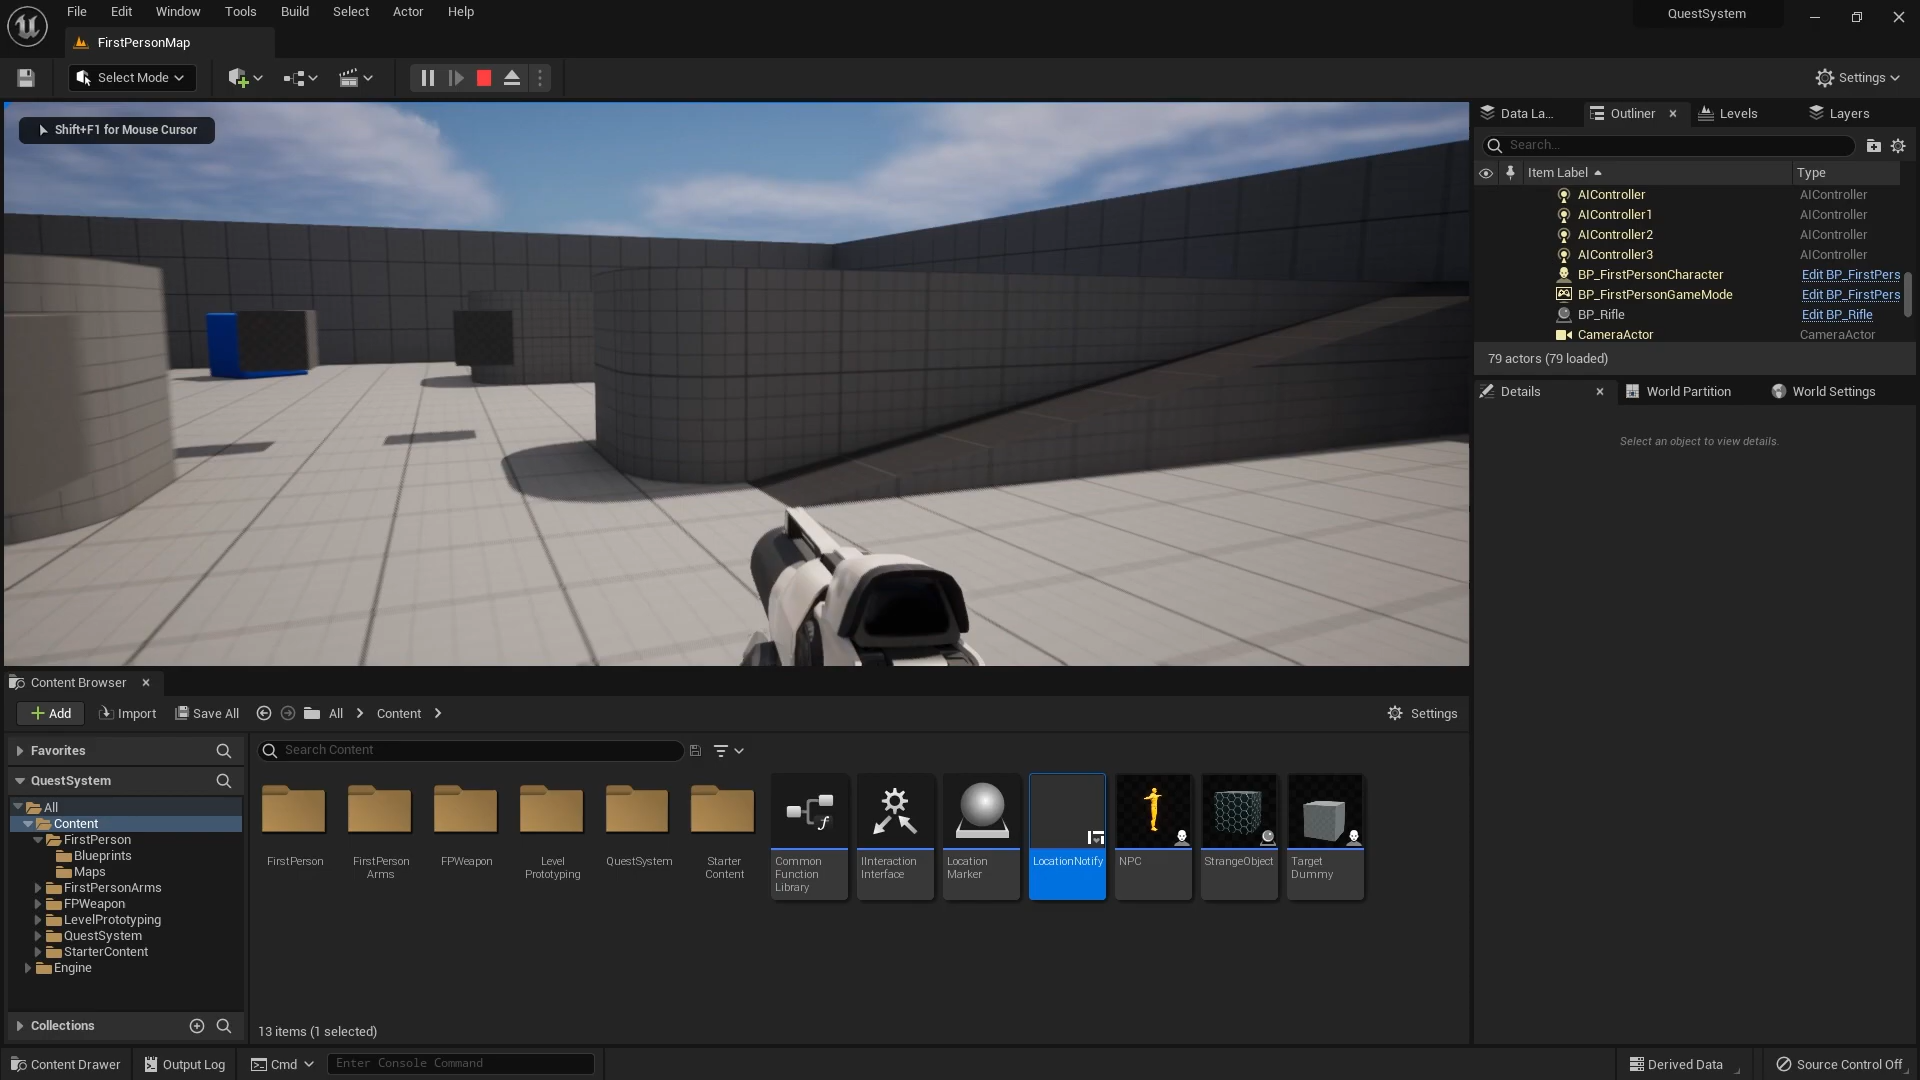 File Edit Window Tools Build Select Actor Help
QuestSystem
FirstPersonMap
Select Mode
Settings
Shift+F1 for Mouse Cursor
Data La...
Outliner
Levels
Layers
Search...
Item Label
Type
AIController AIController
AIController1 AIController
AIController2 AIController
AIController3 AIController
BP_FirstPersonCharacter Edit BP_FirstPers
BP_FirstPersonGameMode Edit BP_FirstPers
BP_Rifle Edit BP_Rifle
CameraActor CameraActor
79 actors (79 loaded)
Details
World Partition
World Settings
Select an object to view details.
Content Browser
Add
Import
Save All
All
Content
Settings
Favorites
Search Content
QuestSystem
All
Content
FirstPerson
Blueprints
Maps
FirstPersonArms
FPWeapon
LevelPrototyping
QuestSystem
StarterContent
Engine
Collections
FirstPerson
FirstPerson
Arms
FPWeapon
Level
Prototyping
QuestSystem
Starter
Content
Common
Function
Library
IInteraction
Interface
Location
Marker
LocationNotify
NPC
StrangeObject
Target
Dummy
13 items (1 selected)
Content Drawer
Output Log
Cmd
Enter Console Command
Derived Data
Source Control Off